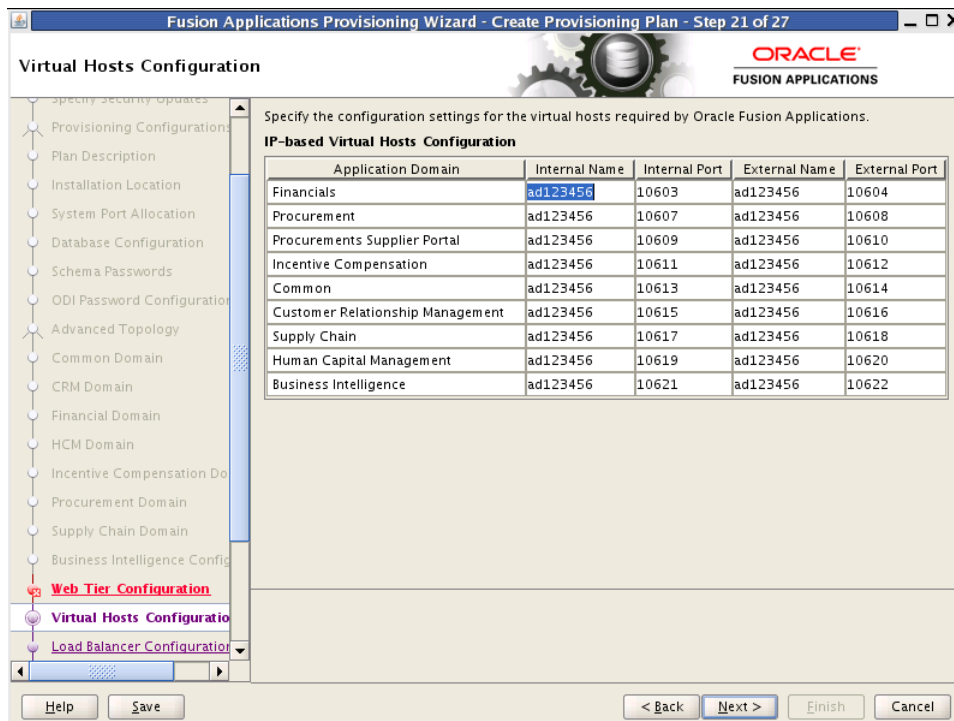 Fusion Applications Provisioning Wizard - Create Provisioning Plan - Step 21 of 27
Virtual Hosts Configuration
ORACLE
FUSION APPLICATIONS
Specify Security Updates
Provisioning Configurations
Plan Description
Installation Location
System Port Allocation
Database Configuration
Schema Passwords
ODI Password Configuration
Advanced Topology
Common Domain
CRM Domain
Financial Domain
HCM Domain
Incentive Compensation Do
Procurement Domain
Supply Chain Domain
Business Intelligence Config
Web Tier Configuration
Virtual Hosts Configuratio
Load Balancer Configuration
Specify the configuration settings for the virtual hosts required by Oracle Fusion Applications.
IP-based Virtual Hosts Configuration
Application Domain Internal Name Internal Port External Name External Port
Financials ad123456 10603 ad123456 10604
Procurement ad123456 10607 ad123456 10608
Procurements Supplier Portal ad123456 10609 ad123456 10610
Incentive Compensation ad123456 10611 ad123456 10612
Common ad123456 10613 ad123456 10614
Customer Relationship Management ad123456 10615 ad123456 10616
Supply Chain ad123456 10617 ad123456 10618
Human Capital Management ad123456 10619 ad123456 10620
Business Intelligence ad123456 10621 ad123456 10622
Help Save < Back Next > Finish Cancel